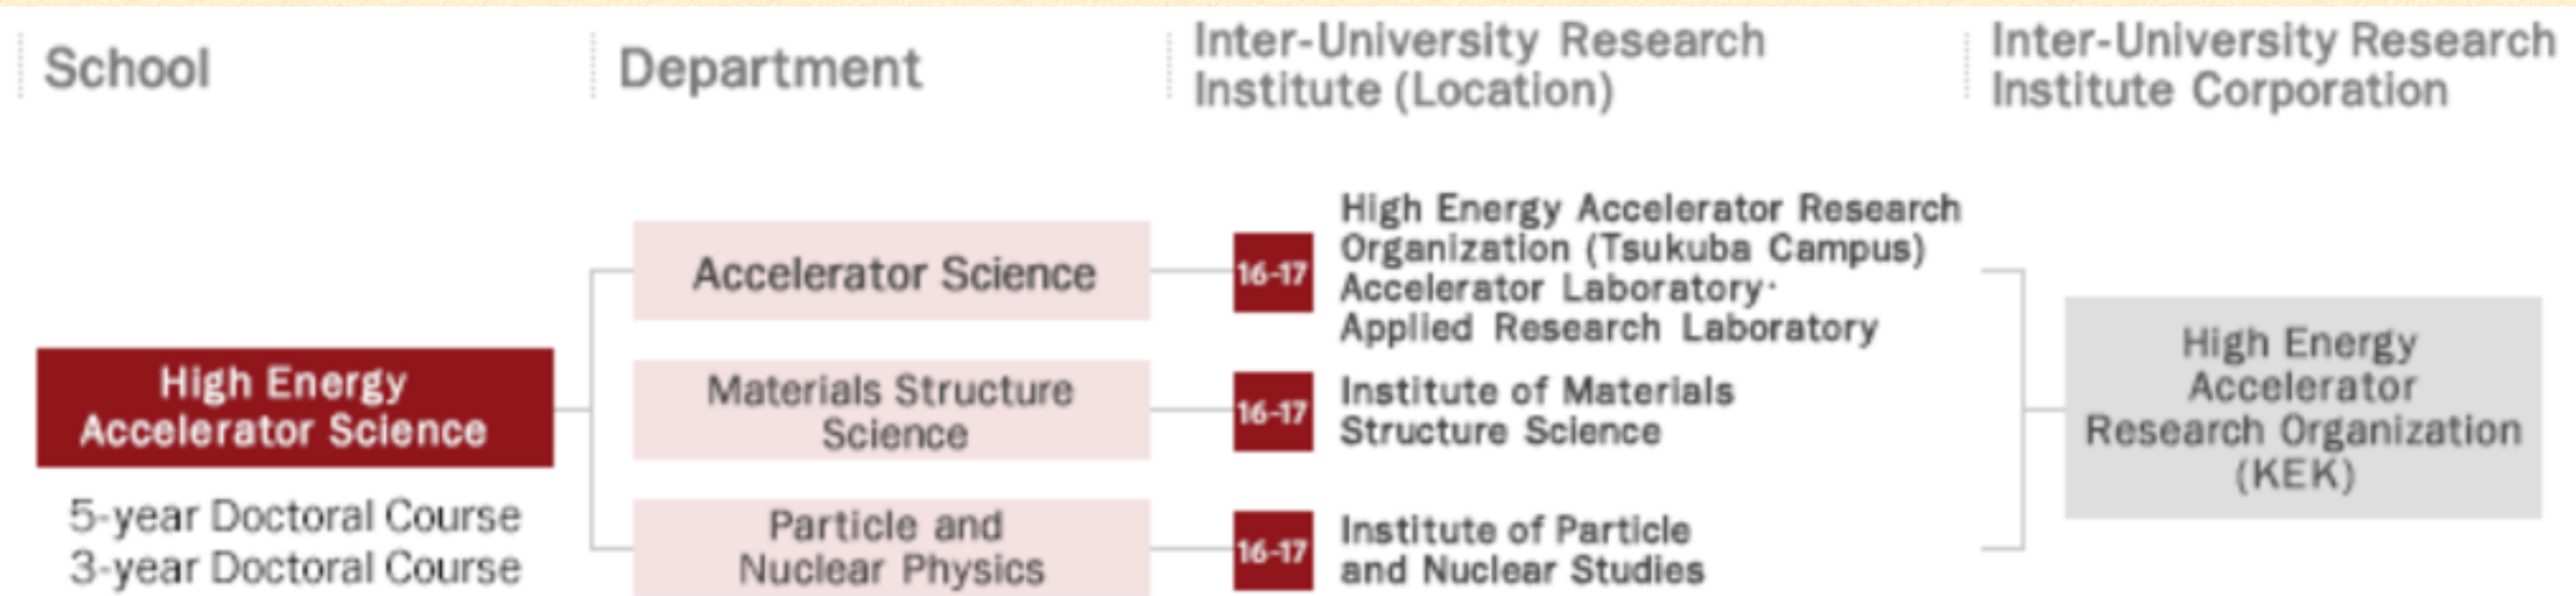 School
Department
Inter-University Research
Institute (Location)
Inter-University Research
Institute Corporation
High Energy
Accelerator Science
5-year Doctoral Course
3-year Doctoral Course
Accelerator Science
16-17
High Energy Accelerator Research
Organization (Tsukuba Campus)
Accelerator Laboratory·
Applied Research Laboratory
Materials Structure
Science
16-17
Institute of Materials
Structure Science
Particle and
Nuclear Physics
16-17
Institute of Particle
and Nuclear Studies
High Energy
Accelerator
Research Organization
(KEK)